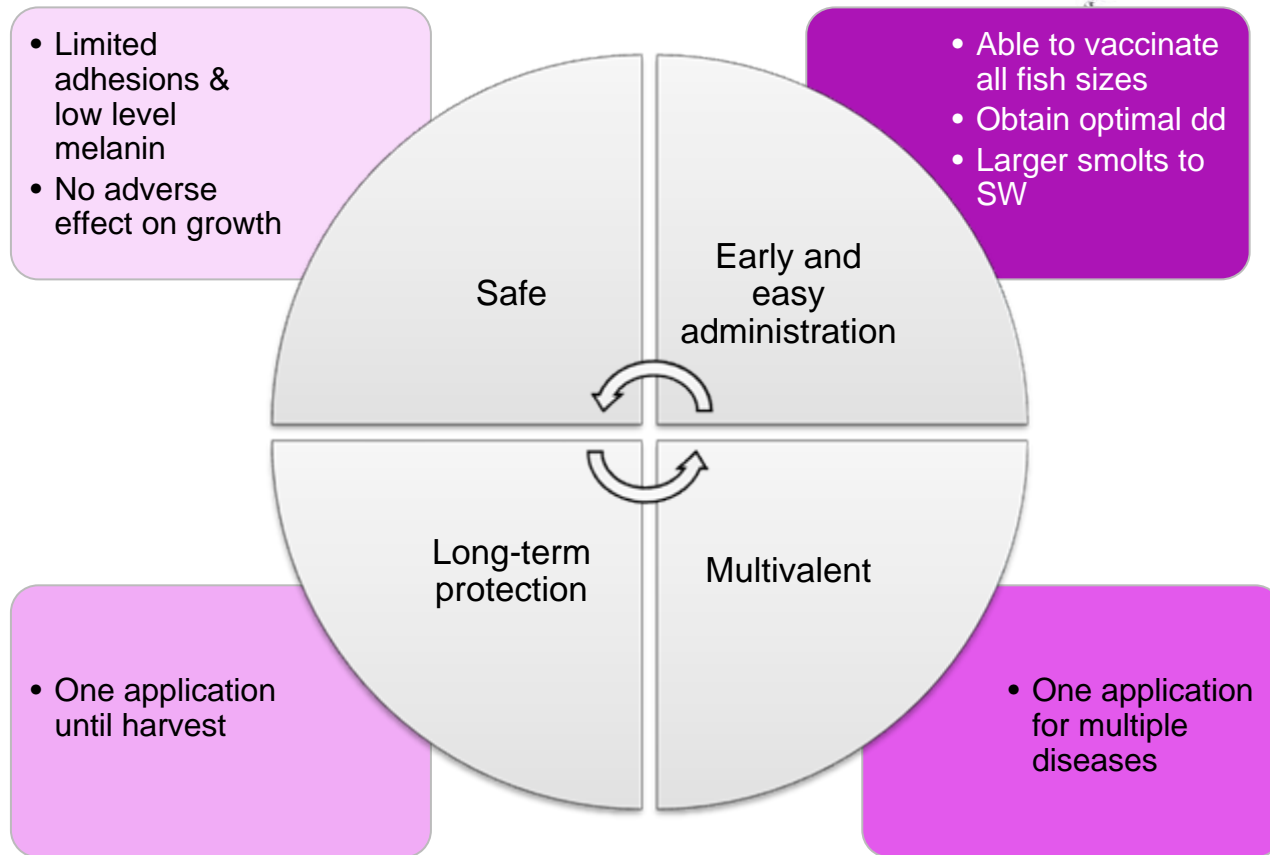 • Limited
adhesions &
low level
melanin
• No adverse
effect on growth
• Able to vaccinate
all fish sizes
• Obtain optimal dd
• Larger smolts to
SW
Safe
Early and
easy
administration
Long-term
protection
Multivalent
• One application
until harvest
• One application
for multiple
diseases